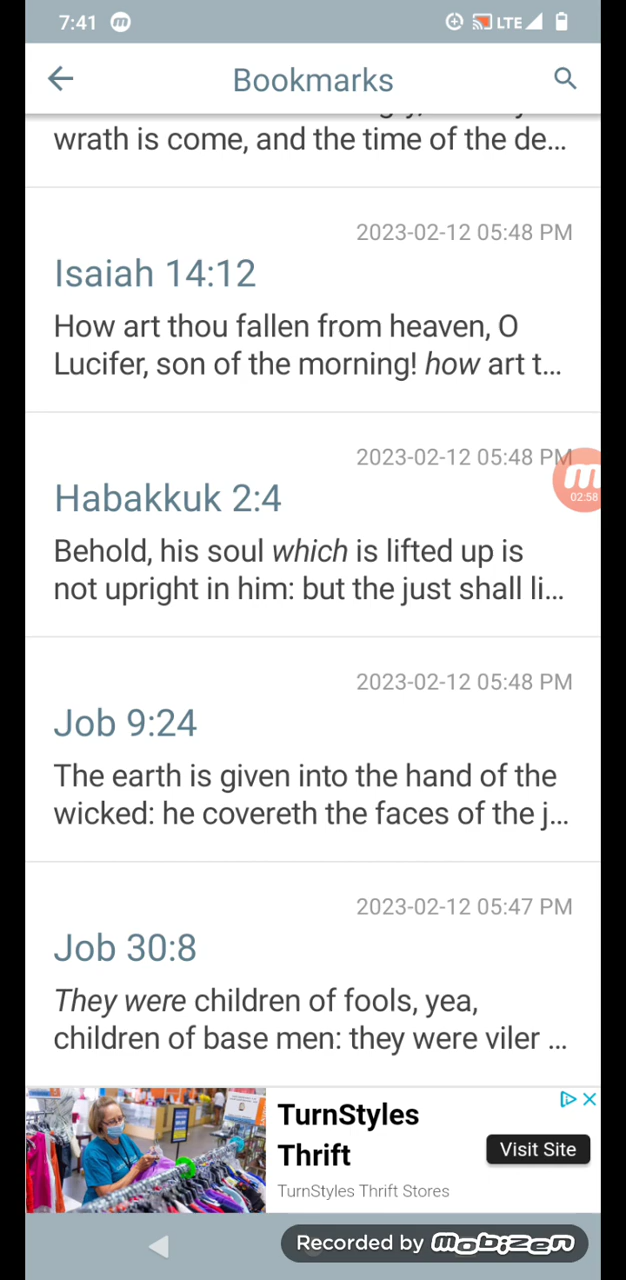 7:41 m LTE
Bookmarks
wrath is come, and the time of the de...
2023-02-12 05:48 PM
Isaiah 14:12
How art thou fallen from heaven, O
Lucifer, son of the morning! how art t...
2023-02-12 05:48 PM
m
02:58
Habakkuk 2:4
Behold, his soul which is lifted up is
not upright in him: but the just shall li...
2023-02-12 05:48 PM
Job 9:24
The earth is given into the hand of the
wicked: he covereth the faces of the j...
2023-02-12 05:47 PM
Job 30:8
They were children of fools, yea,
children of base men: they were viler ...
TurnStyles
Thrift
Visit Site
TurnStyles Thrift Stores
Recorded by mobizen